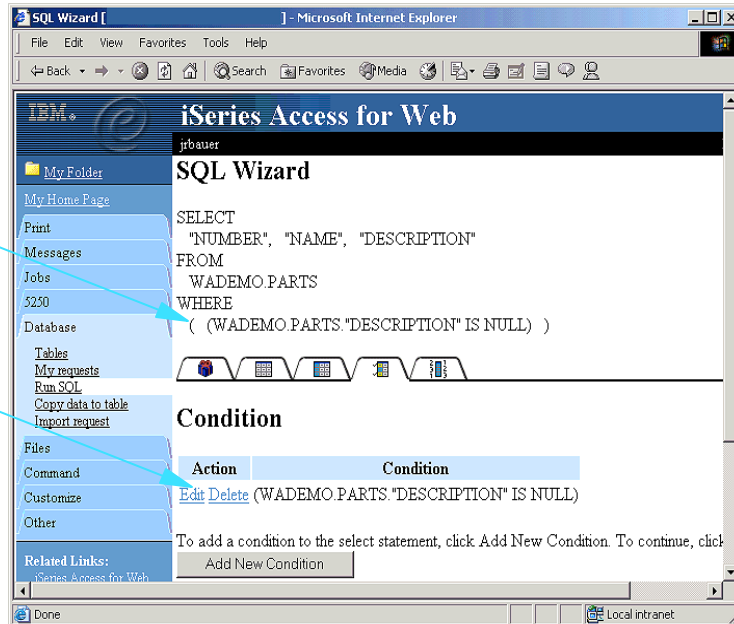 SQL Wizard [ ] - Microsoft Internet Explorer
File Edit View Favorites Tools Help
Back Search Favorites Media
IBM.
iSeries Access for Web
jrbauer
My Folder
My Home Page
Print
Messages
Jobs
5250
Database
Tables
My requests
Run SQL
Copy data to table
Import request
Files
Command
Customize
Other
Related Links:
iSeries Access for Web
SQL Wizard
SELECT
"NUMBER", "NAME", "DESCRIPTION"
FROM
WADEMO.PARTS
WHERE
( (WADEMO.PARTS."DESCRIPTION" IS NULL) )
Condition
Action Condition
Edit Delete (WADEMO.PARTS."DESCRIPTION" IS NULL)
To add a condition to the select statement, click Add New Condition. To continue, click
Add New Condition
Done Local intranet